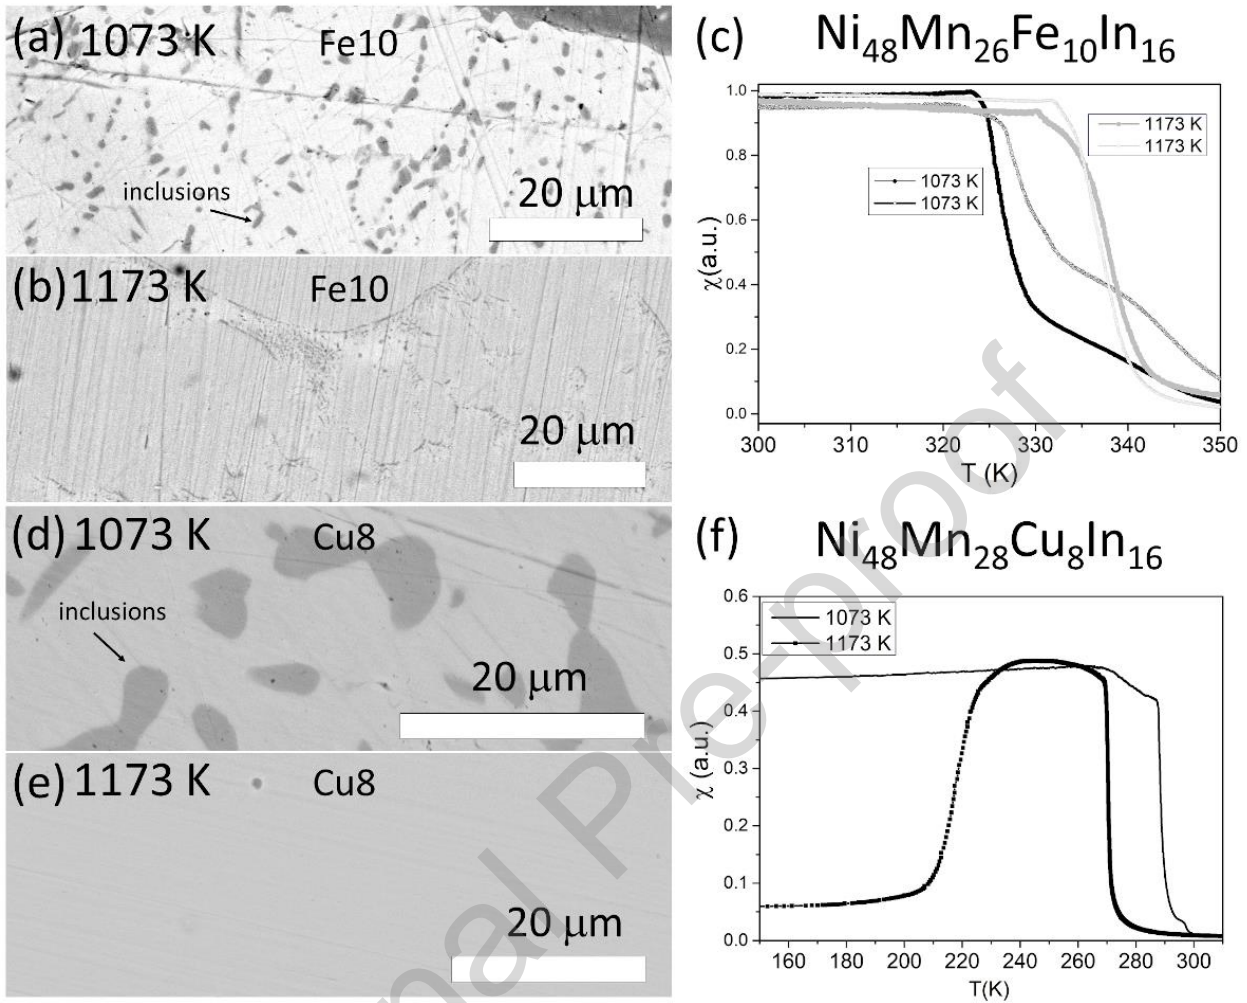 (a) 1073 K Fe10
inclusions
20 μm
(b) 1173 K Fe10
20 μm
(c) Ni48Mn26Fe10In16
1.0
0.8
0.6
0.4
0.2
0.0
χ(a.u.)
1173 K
1173 K
1073 K
1073 K
300 310 320 330 340 350
T (K)
(d) 1073 K Cu8
inclusions
20 μm
(e) 1173 K Cu8
20 μm
(f) Ni48Mn28Cu8In16
0.6
0.5
0.4
0.3
0.2
0.1
0.0
χ (a.u.)
1073 K
1173 K
160 180 200 220 240 260 280 300
T(K)
nal Pre-proof